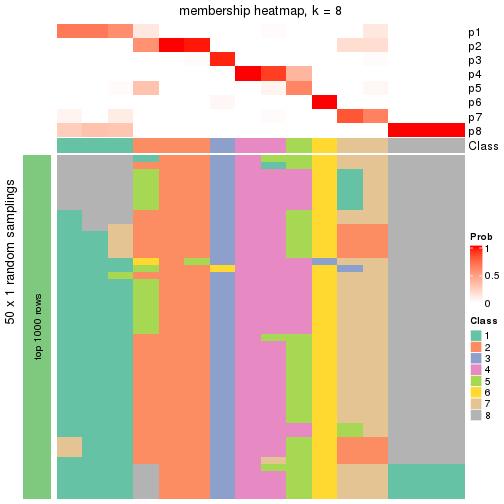 membership heatmap, k = 8
p1
p2
p3
p4
p5
p6
p7
p8
Class
50 x 1 random samplings
top 1000 rows
Prob
1
0.5
0
Class
1
2
3
4
5
6
7
8